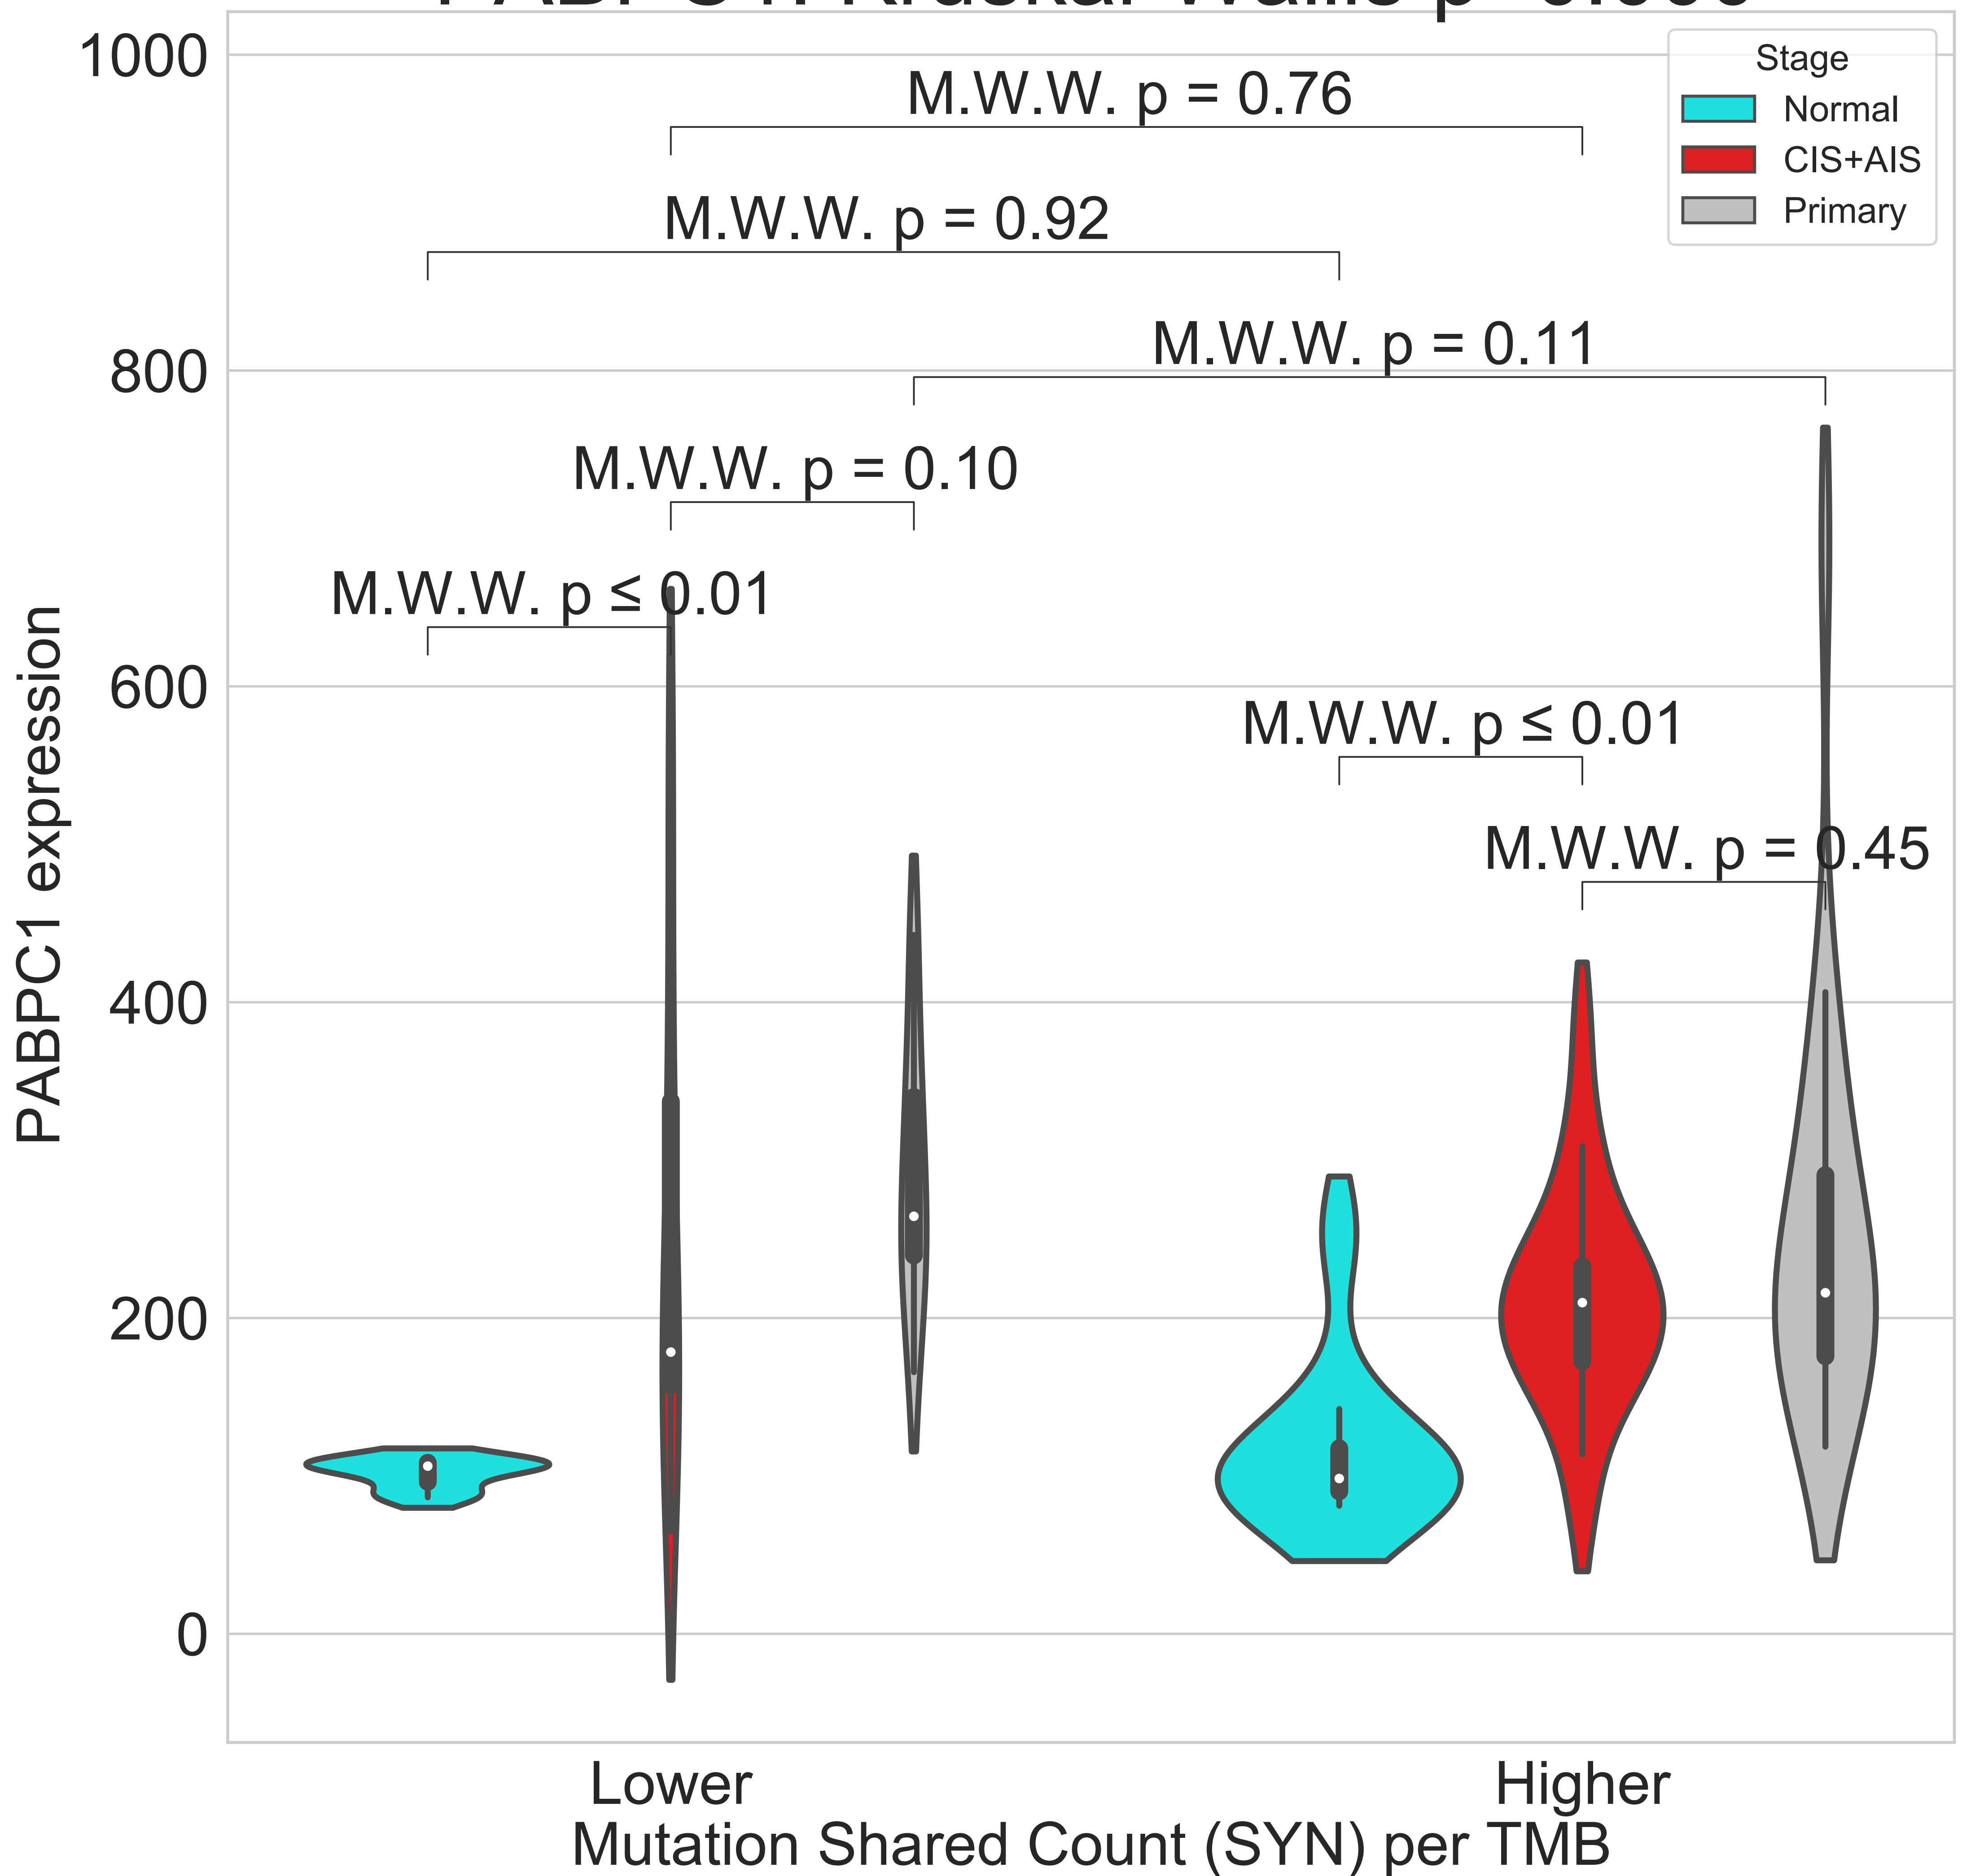 1000
Stage
Normal
CIS+AIS
Primary
M.W.W. p = 0.76
M.W.W. p = 0.92
800
M.W.W. p = 0.11
M.W.W. p = 0.10
M.W.W. p ≤ 0.01
600
M.W.W. p ≤ 0.01
M.W.W. p = 0.45
400
200
0
PABPC1 expression
Lower
Higher
Mutation Shared Count (SYN) per TMB